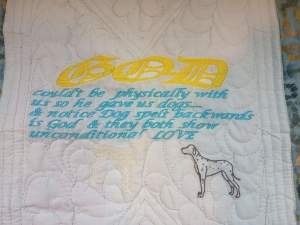 GOD
couldn't be physically with
us so he gave us dogs....
& notice Dog spelt backwards
is God & they both show
unconditional LOVE